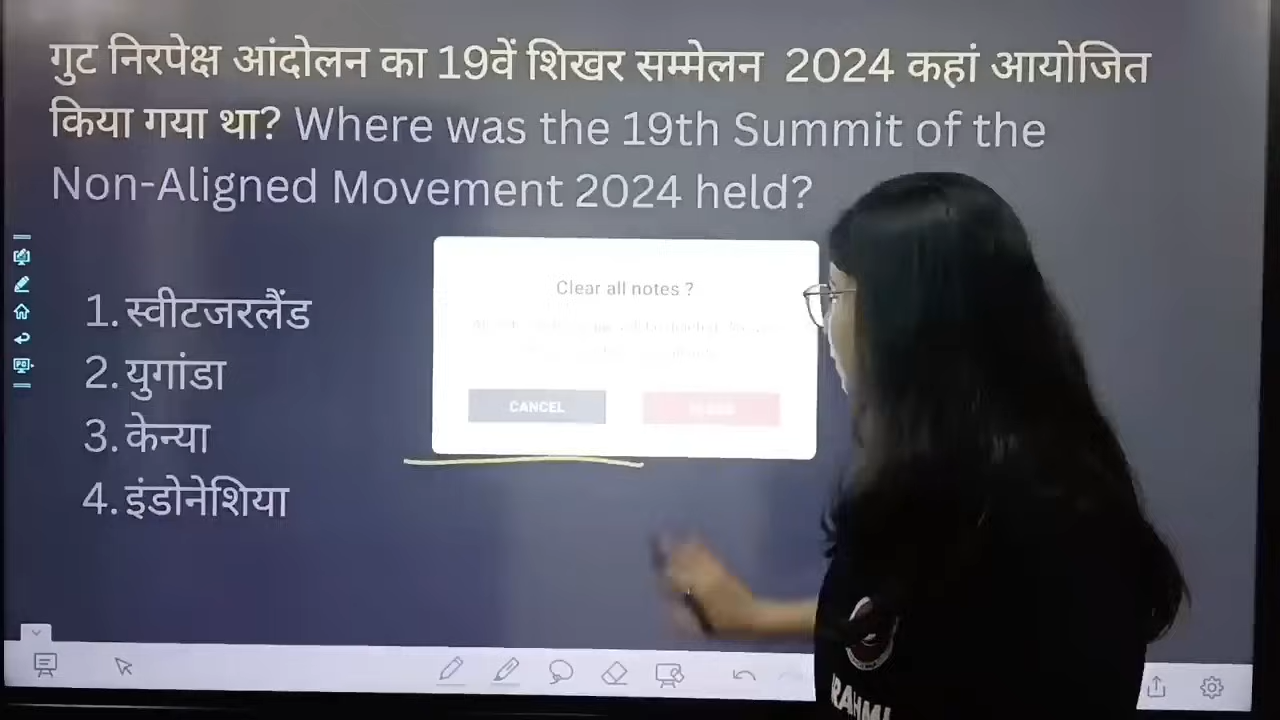 गुट निरपेक्ष आंदोलन का 19वें शिखर सम्मेलन 2024 कहां आयोजित
किया गया था? Where was the 19th Summit of the
Non-Aligned Movement 2024 held?
Clear all notes ?
CANCEL
1. स्वीटजरलैंड
2. युगांडा
3. केन्या
4. इंडोनेशिया